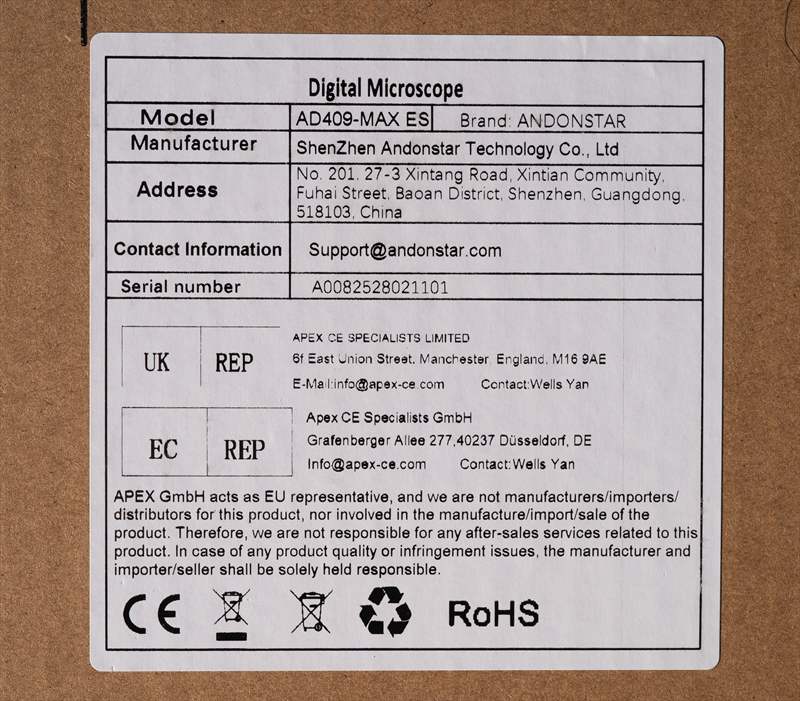 Digital Microscope
Model AD409-MAX ES Brand: ANDONSTAR
Manufacturer ShenZhen Andonstar Technology Co., Ltd
Address
No. 201. 27-3 Xintang Road, Xintian Community,
Fuhai Street, Baoan District, Shenzhen, Guangdong,
518103, China
Contact Information Support@andonstar.com
Serial number A0082528021101
UK REP
APEX CE SPECIALISTS LIMITED
6f East Union Street, Manchester, England, M16 9AE
E-Mail:info@apex-ce.com Contact:Wells Yan
EC REP
Apex CE Specialists GmbH
Grafenberger Allee 277,40237 Düsseldorf, DE
Info@apex-ce.com Contact:Wells Yan
APEX GmbH acts as EU representative, and we are not manufacturers/importers/
distributors for this product, nor involved in the manufacture/import/sale of the
product. Therefore, we are not responsible for any after-sales services related to this
product. In case of any product quality or infringement issues, the manufacturer and
importer/seller shall be solely held responsible.
CE RoHS